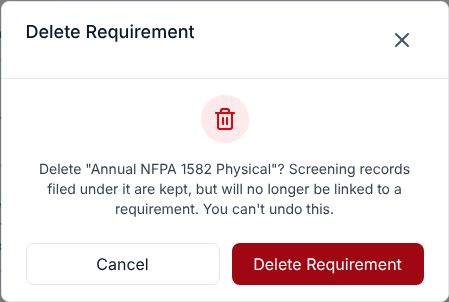 Delete Requirement
Delete "Annual NFPA 1582 Physical"? Screening records
filed under it are kept, but will no longer be linked to a
requirement. You can't undo this.
Cancel
Delete Requirement